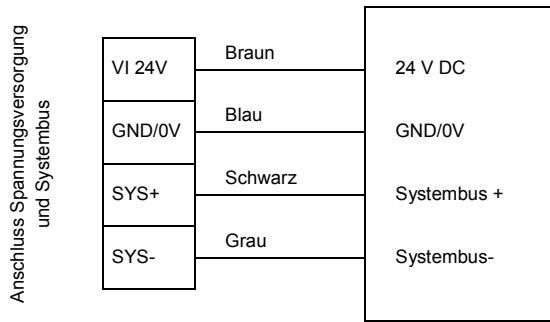 Anschluss Spannungsversorgung
und Systembus
VI 24V
Braun
24 V DC
GND/0V
Blau
GND/0V
SYS+
Schwarz
Systembus +
SYS-
Grau
Systembus-